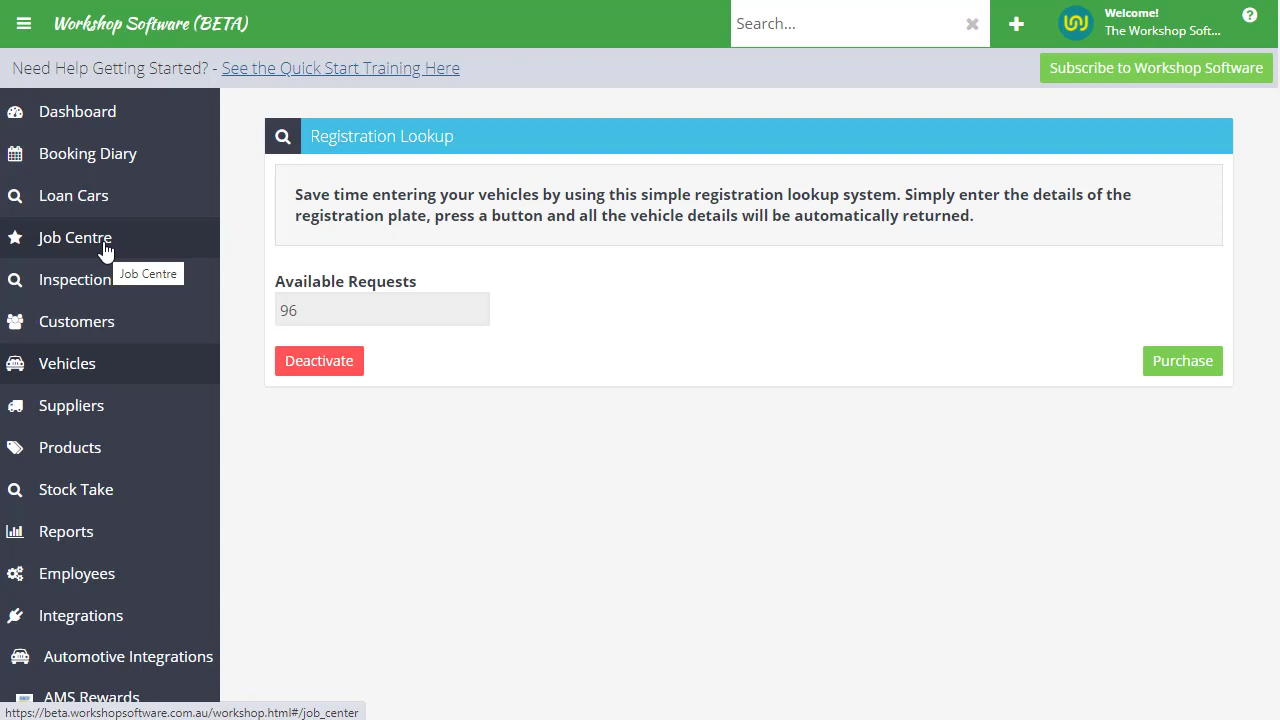 Workshop Software (BETA)
Search...
Welcome!
The Workshop Soft...
Need Help Getting Started? - See the Quick Start Training Here
Subscribe to Workshop Software
Dashboard
Booking Diary
Loan Cars
Job Centre
Job Centre
Inspection
Customers
Vehicles
Suppliers
Products
Stock Take
Reports
Employees
Integrations
Automotive Integrations
AMS Rewards
https://beta.workshopsoftware.com.au/workshop.html#/job_center
Registration Lookup
Save time entering your vehicles by using this simple registration lookup system. Simply enter the details of the
registration plate, press a button and all the vehicle details will be automatically returned.
Available Requests
96
Deactivate
Purchase